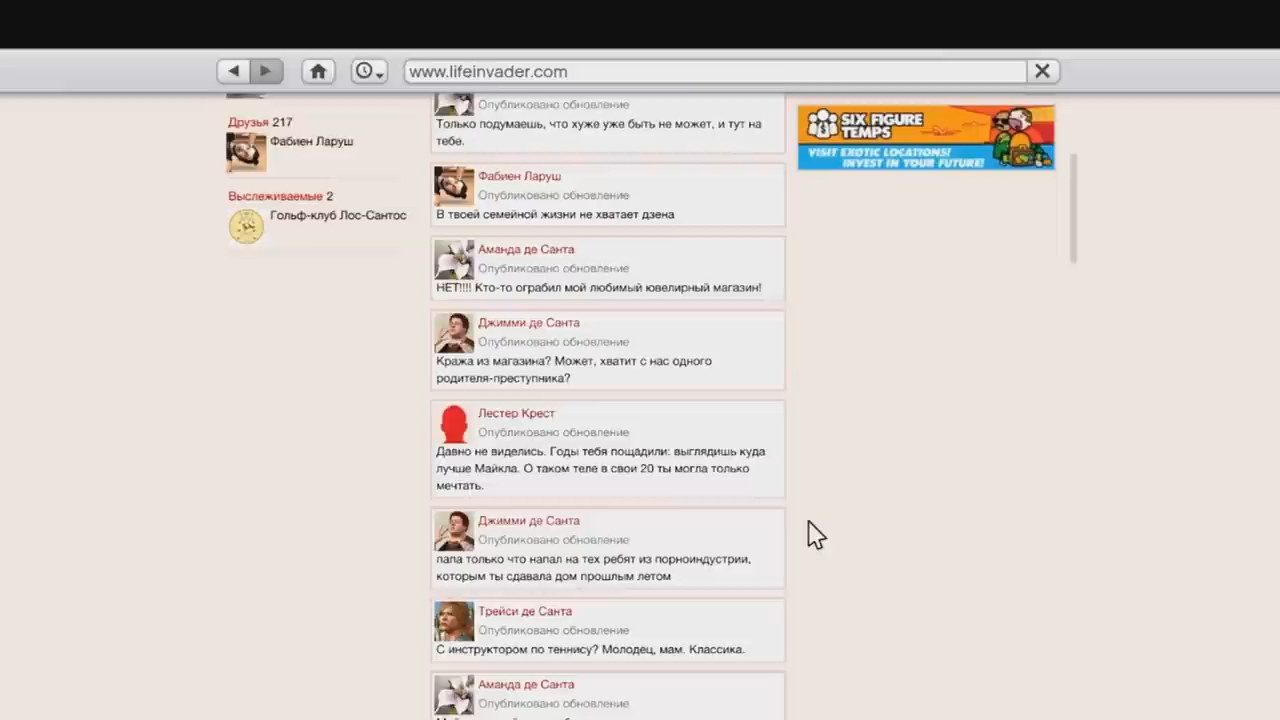 www.lifeinvader.com
Друзья 217
Фабиен Ларуш
Выслеживаемые 2
Гольф-клуб Лос-Сантос
Опубликовано обновление
Только подумаешь, что хуже уже быть не может, и тут на
тебе.
Фабиен Ларуш
Опубликовано обновление
В твоей семейной жизни не хватает дзена
Аманда де Санта
Опубликовано обновление
НЕТ!!!! Кто-то ограбил мой любимый ювелирный магазин!
Джимми де Санта
Опубликовано обновление
Кража из магазина? Может, хватит с нас одного
родителя-преступника?
Лестер Крест
Опубликовано обновление
Давно не виделись. Годы тебя пощадили: выглядишь куда
лучше Майкла. О таком теле в свои 20 ты могла только
мечтать.
Джимми де Санта
Опубликовано обновление
папа только что напал на тех ребят из порноиндустрии,
которым ты сдавала дом прошлым летом
Трейси де Санта
Опубликовано обновление
С инструктором по теннису? Молодец, мам. Классика.
Аманда де Санта
Опубликовано обновление
SIX FIGURE
TEMPS
VISIT EXOTIC LOCATIONS!
INVEST IN YOUR FUTURE!